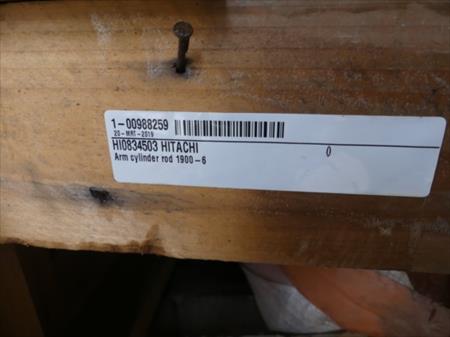 1-00988259
20-MRT-2019
HI0834503 HITACHI 0
Arm cylinder rod 1900-6